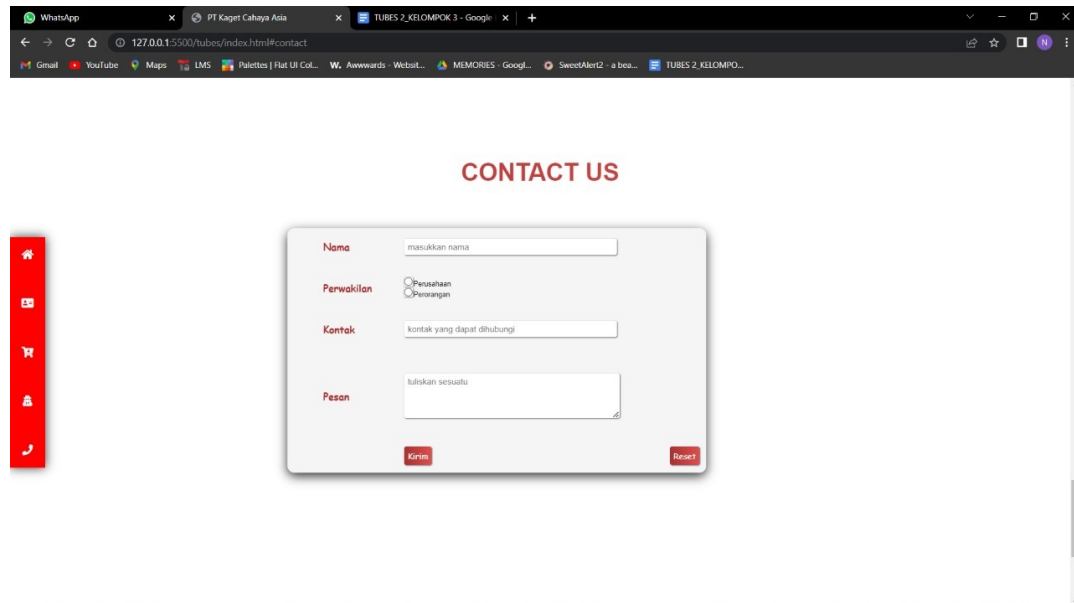 WhatsApp PT Kaget Cahaya Asia TUBES 2_KELOMPOK 3 - Google
127.0.0.1:5500/tubes/index.html#contact N
Gmail YouTube Maps LMS Palettes | Flat UI Col... W. Awwwards - Websit... MEMORIES - Googl... SweetAlert2 - a bea... TUBES 2_KELOMPO...
CONTACT US
Nama masukkan nama
Perwakilan Perusahaan
Perorangan
Kontak kontak yang dapat dihubungi
Pesan tuliskan sesuatu
Kirim Reset